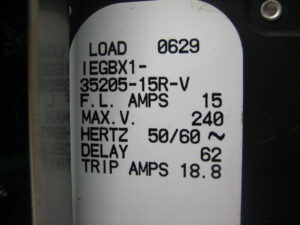 LOAD 0629
IEGBX1-
35205-15R-V
F.L. AMPS 15
MAX.V. 240
HERTZ 50/60 ~
DELAY 62
TRIP AMPS 18.8